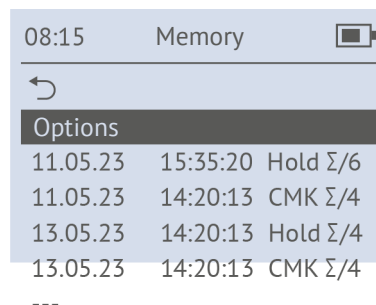 08:15 Memory
Options
11.05.23 15:35:20 Hold Σ/6
11.05.23 14:20:13 CMK Σ/4
13.05.23 14:20:13 Hold Σ/4
13.05.23 14:20:13 CMK Σ/4